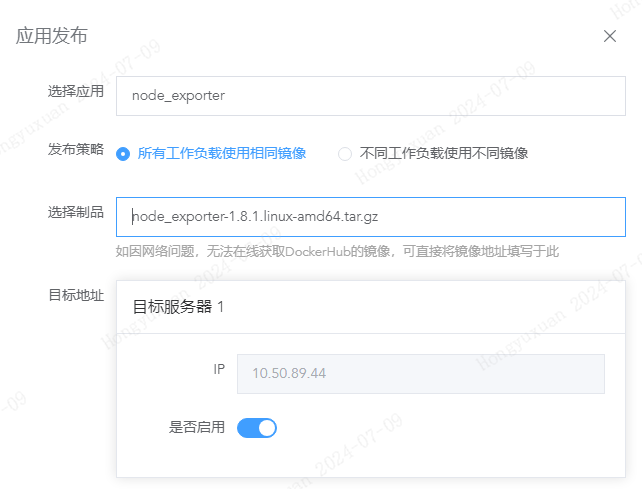 应用发布
选择应用 node_exporter
发布策略 所有工作负载使用相同镜像 不同工作负载使用不同镜像
选择制品 node_exporter-1.8.1.linux-amd64.tar.gz
如因网络问题，无法在线获取DockerHub的镜像，可直接将镜像地址填写于此
目标地址 目标服务器 1
IP 10.50.89.44
是否启用
Hongyuxuan 2024-07-09